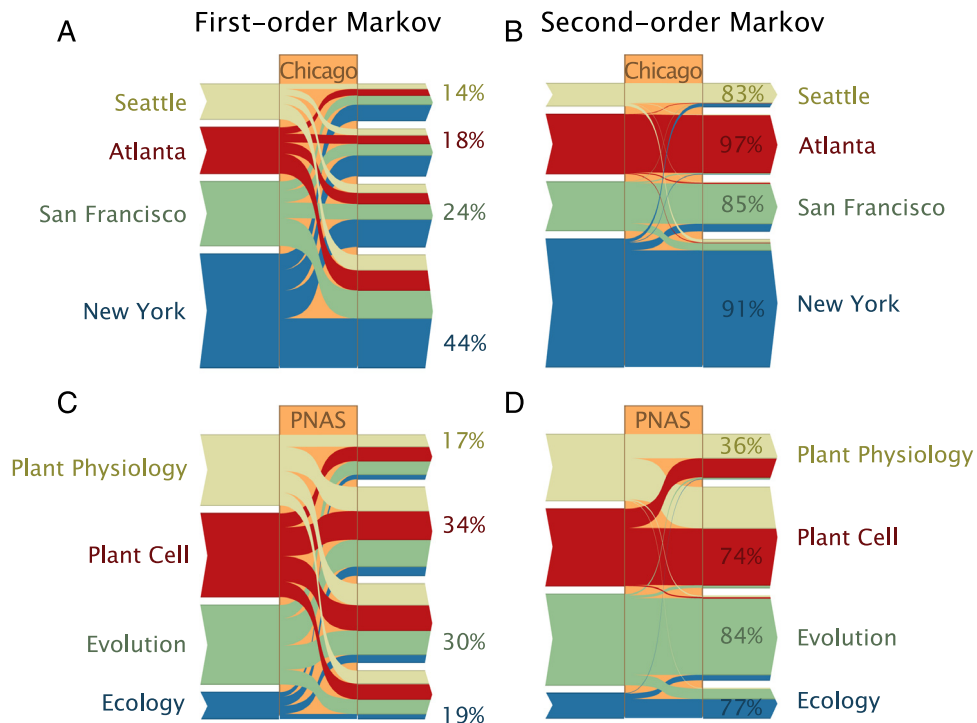 A
First-order Markov
Chicago
Seattle
Atlanta
San Francisco
New York
14%
18%
24%
44%
B
Second-order Markov
Chicago
83%
97%
85%
91%
Seattle
Atlanta
San Francisco
New York
C
PNAS
Plant Physiology
Plant Cell
Evolution
Ecology
17%
34%
30%
19%
D
PNAS
36%
74%
84%
77%
Plant Physiology
Plant Cell
Evolution
Ecology